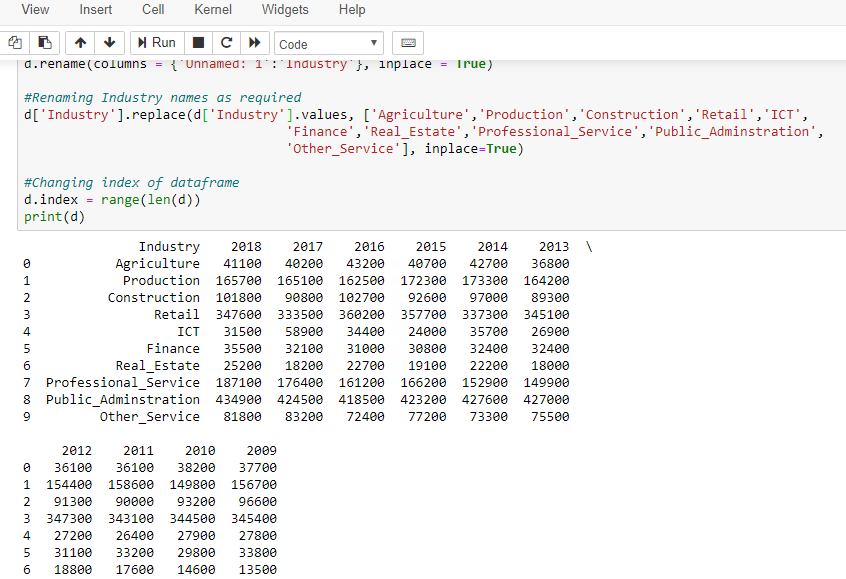 View Insert Cell Kernel Widgets Help
Run Code
d.rename(columns = {'Unnamed: 1':'Industry'}, inplace = True)
#Renaming Industry names as required
d['Industry'].replace(d['Industry'].values, ['Agriculture','Production','Construction','Retail','ICT',
'Finance','Real_Estate','Professional_Service','Public_Adminstration',
'Other_Service'], inplace=True)
#Changing index of dataframe
d.index = range(len(d))
print(d)
Industry 2018 2017 2016 2015 2014 2013 \
0 Agriculture 41100 40200 43200 40700 42700 36800
1 Production 165700 165100 162500 172300 173300 164200
2 Construction 101800 90800 102700 92600 97000 89300
3 Retail 347600 333500 360200 357700 337300 345100
4 ICT 31500 58900 34400 24000 35700 26900
5 Finance 35500 32100 31000 30800 32400 32400
6 Real_Estate 25200 18200 22700 19100 22200 18000
7 Professional_Service 187100 176400 161200 166200 152900 149900
8 Public_Adminstration 434900 424500 418500 423200 427600 427000
9 Other_Service 81800 83200 72400 77200 73300 75500
2012 2011 2010 2009
0 36100 36100 38200 37700
1 154400 158600 149800 156700
2 91300 90000 93200 96600
3 347300 343100 344500 345400
4 27200 26400 27900 27800
5 31100 33200 29800 33800
6 18800 17600 14600 13500